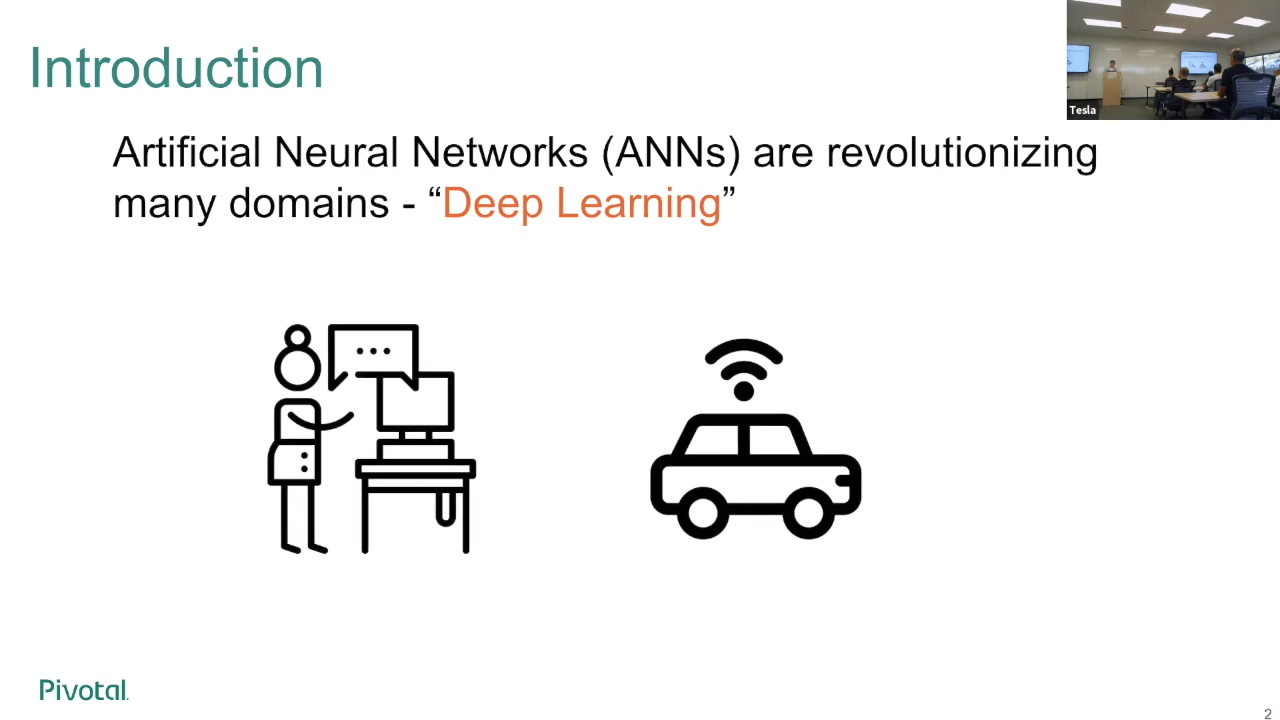 Introduction
Tesla
Artificial Neural Networks (ANNs) are revolutionizing
many domains - “Deep Learning”
Pivotal.
2